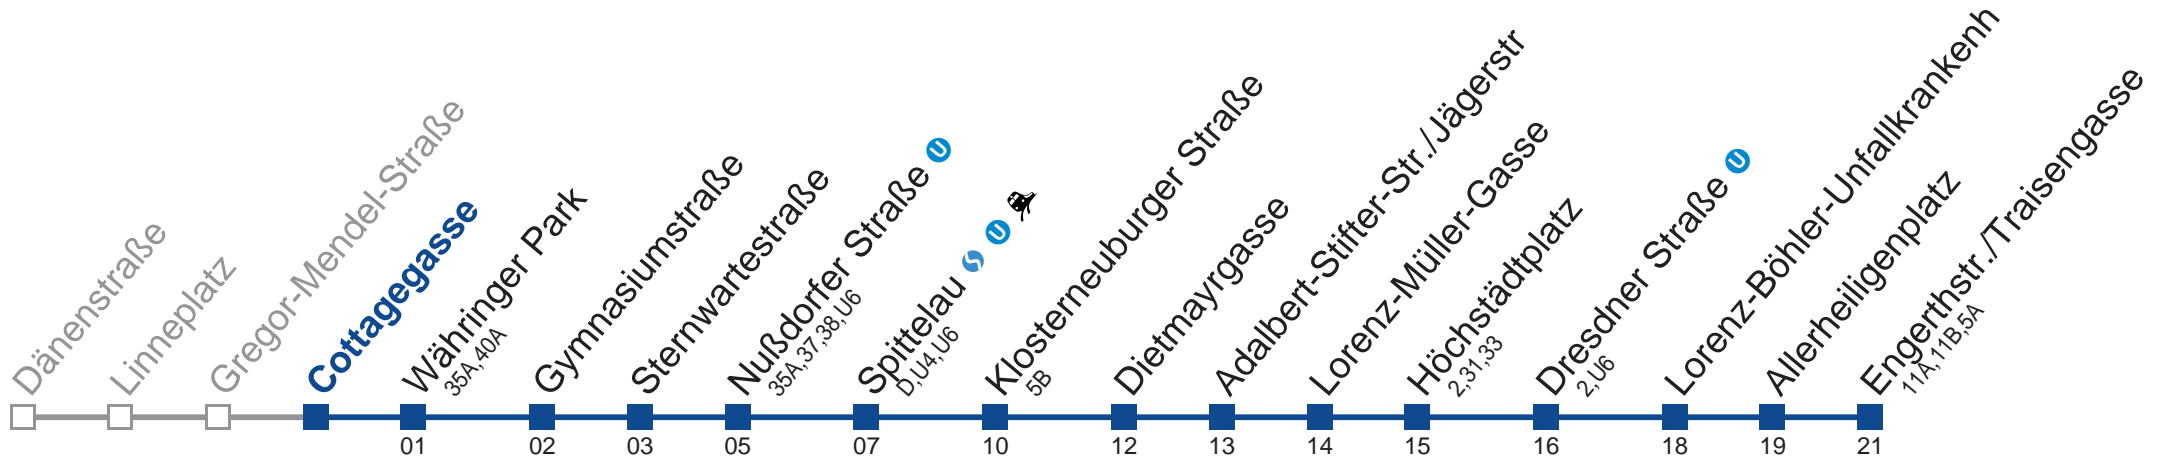 Dänenstraße
Linneplatz
Gregor-Mendel-Straße
Cottagegasse
Währinger Park
35A,40A
01
Gymnasiumstraße
02
Sternwartestraße
03
Nußdorfer Straße U
35A,37,38,U6
05
Spittelau S U
D,U4,U6
07
Klosterneuburger Straße
5B
10
Dietmayrgasse
12
Adalbert-Stifter-Str./Jägerstr
13
Lorenz-Müller-Gasse
14
Höchstädtplatz
2,31,33
15
Dresdner Straße U
2,U6
16
Lorenz-Böhler-Unfallkrankenh
18
Allerheiligenplatz
19
Engerthstr./Traisengasse
11A,11B,5A
21